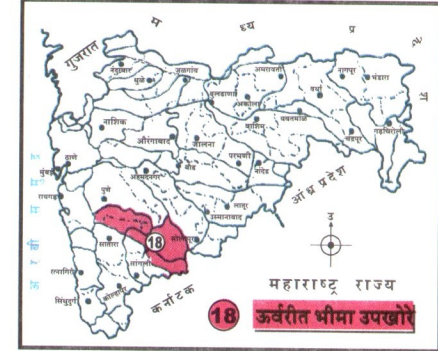 म ध्य प्र दे श
गुजरात
नंदुरबार
धुळे
जळगांव
अमरावती
नागपूर
भंडारा
बुलढाणा
अकोला
वर्धा
नाशिक
वाशिम
यवतमाळ
चंद्रपूर
गडचिरोली
औरंगाबाद
जालना
परभणी
ठाणे
मुंबई
अहमदनगर
बीड
नांदेड
रायगड
पुणे
आंध्र प्रदेश
लातूर
उस्मानाबाद
सातारा
18
सोलापूर
उ
रत्नागिरी
सांगली
सिंधुदुर्ग
कोल्हापूर
कर्नाटक
महाराष्ट्र राज्य
18 ऊर्वरीत भीमा उपखोरे